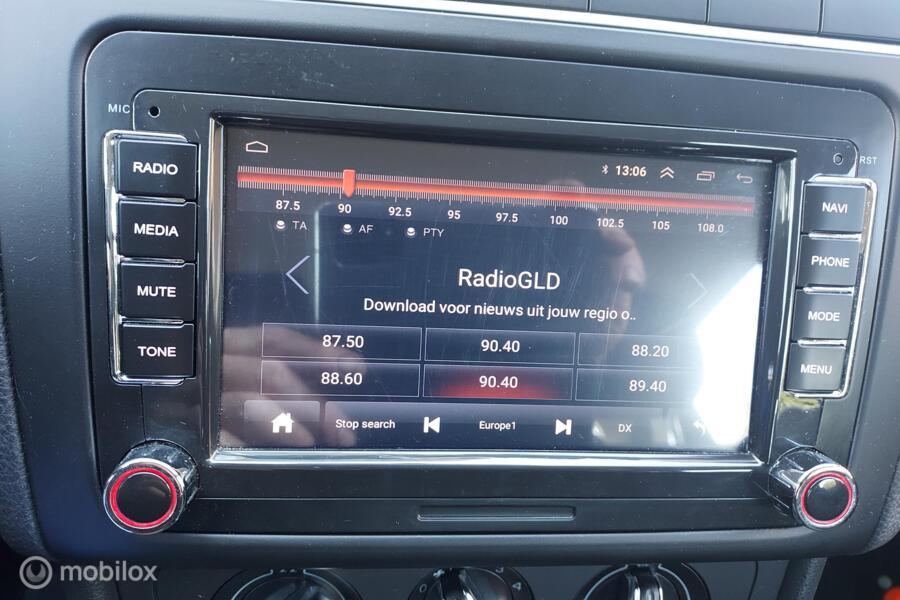 MIC
RST
RADIO
MEDIA
MUTE
TONE
NAVI
PHONE
MODE
MENU
13:06
87.5 90 92.5 95 97.5 100 102.5 105 108.0
TA AF PTY
RadioGLD
Download voor nieuws uit jouw regio o..
87.50 90.40 88.20
88.60 90.40 89.40
Stop search Europe1 DX
mobilox